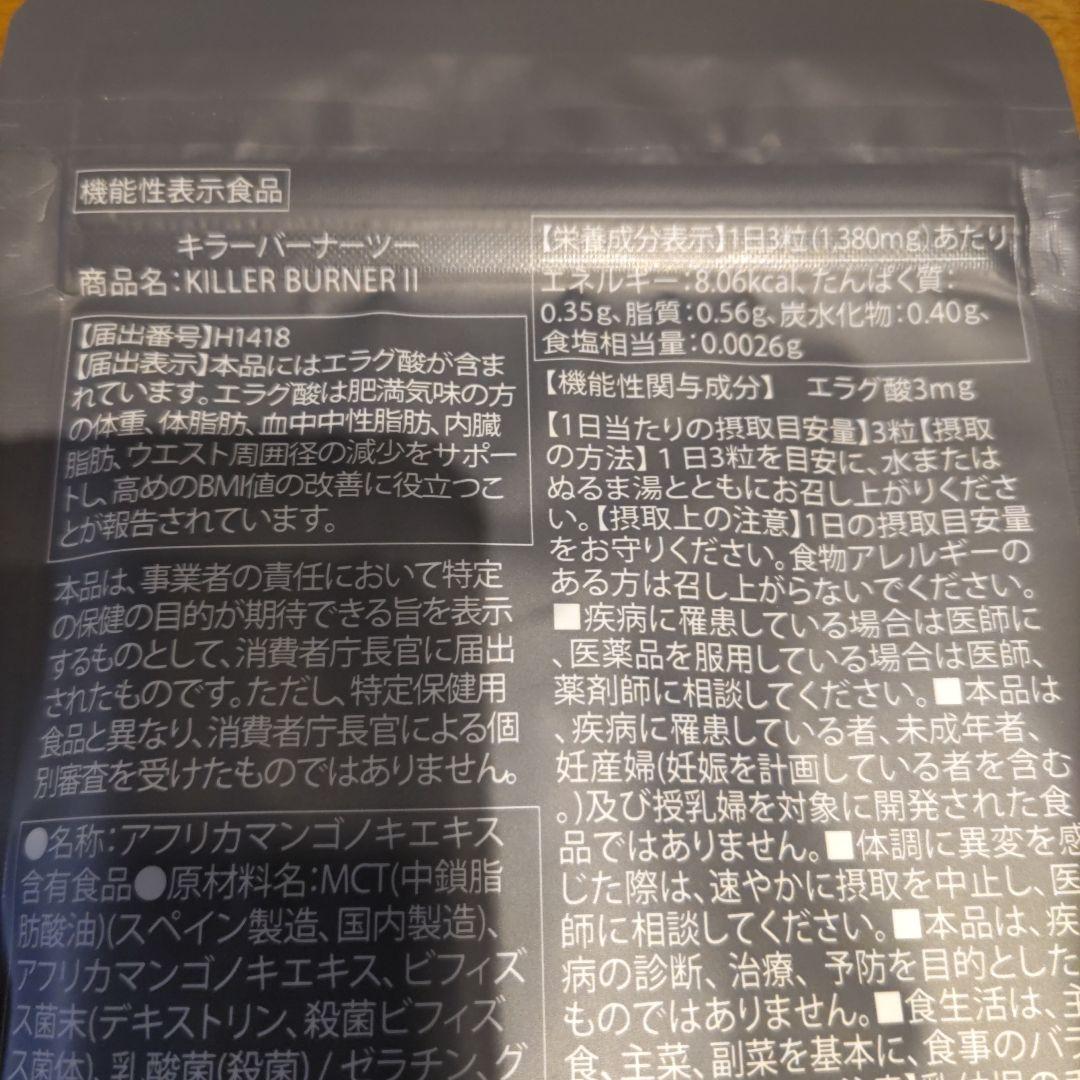 機能性表示食品
キラーバーナーツー
商品名:KILLER BURNER II
【届出番号】H1418
【届出表示】本品にはエラグ酸が含ま
れています。エラグ酸は肥満気味の方
の体重、体脂肪、血中中性脂肪、内臓
脂肪、ウエスト周囲径の減少をサポー
トし、高めのBMI値の改善に役立つこ
とが報告されています。
本品は、事業者の責任において特定
の保健の目的が期待できる旨を表示
するものとして、消費者庁長官に届出
されたものです。ただし、特定保健用
食品と異なり、消費者庁長官による個
別審査を受けたものではありません。
●名称:アフリカマンゴノキエキス
含有食品●原材料名:MCT(中鎖脂
肪酸油)(スペイン製造、国内製造)、
アフリカマンゴノキエキス、ビフィズ
ス菌末(デキストリン、殺菌ビフィズ
ス菌体)、乳酸菌(殺菌) / ゼラチン、グ
【栄養成分表示】1日3粒(1,380mg)あたり
エネルギー:8.06kcal、たんぱく質:
0.35g、脂質:0.56g、炭水化物:0.40g、
食塩相当量:0.0026g
【機能性関与成分】 エラグ酸3mg
【1日当たりの摂取目安量】3粒【摂取
の方法】1日3粒を目安に、水または
ぬるま湯とともにお召し上がりくださ
い。【摂取上の注意】1日の摂取目安量
をお守りください。食物アレルギーの
ある方は召し上がらないでください。
■疾病に罹患している場合は医師に
、医薬品を服用している場合は医師、
薬剤師に相談してください。■本品は
、疾病に罹患している者、未成年者、
妊産婦(妊娠を計画している者を含む
。)及び授乳婦を対象に開発された食
品ではありません。■体調に異変を感
じた際は、速やかに摂取を中止し、医
師に相談してください。■本品は、疾
病の診断、治療、予防を目的とした
ものではありません。■食生活は、主
食、主菜、副菜を基本に、食事のバラ